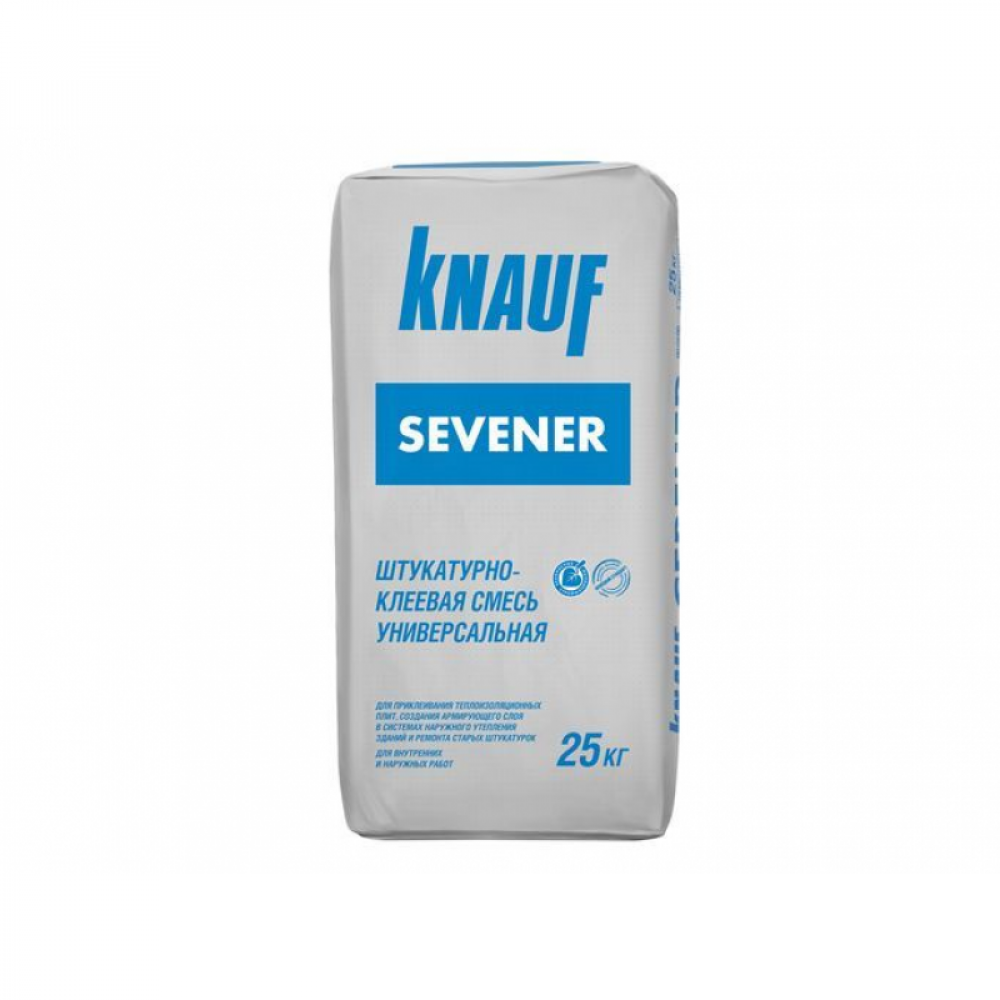 KNAUF
SEVENER
ШТУКАТУРНО-
КЛЕЕВАЯ СМЕСЬ
УНИВЕРСАЛЬНАЯ
ДЛЯ ПРИКЛЕИВАНИЯ ТЕПЛОИЗОЛЯЦИОННЫХ
ПЛИТ, СОЗДАНИЯ АРМИРУЮЩЕГО СЛОЯ
В СИСТЕМАХ НАРУЖНОГО УТЕПЛЕНИЯ
ЗДАНИЙ И РЕМОНТА СТАРЫХ ШТУКАТУРОК
ДЛЯ ВНУТРЕННИХ
И НАРУЖНЫХ РАБОТ
25 КГ
25 КГ
KNAUF